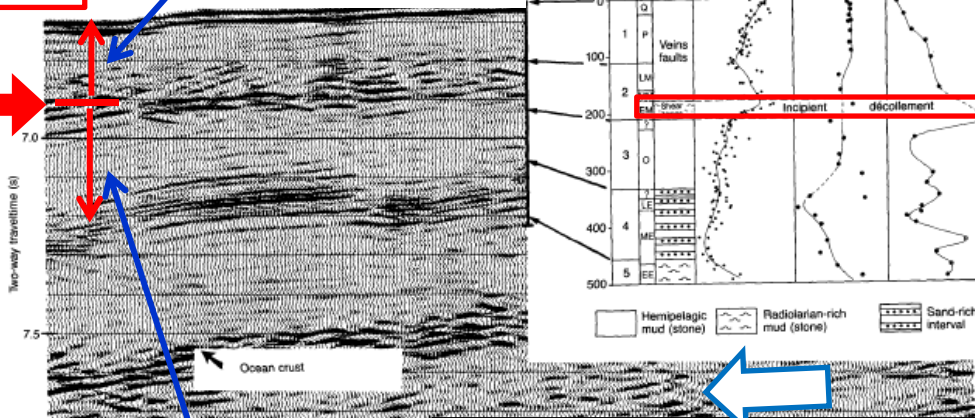 Two-way traveltime (s)
7.0
7.5
Ocean crust
0
100
200
300
400
500
1
2
3
4
5
Q
P
LM
EM
?
O
?
LE
ME
EE
Veins
faults
Shear
Incipient décollement
Hemipelagic
mud (stone)
Radiolarian-rich
mud (stone)
Sand-rich
interval